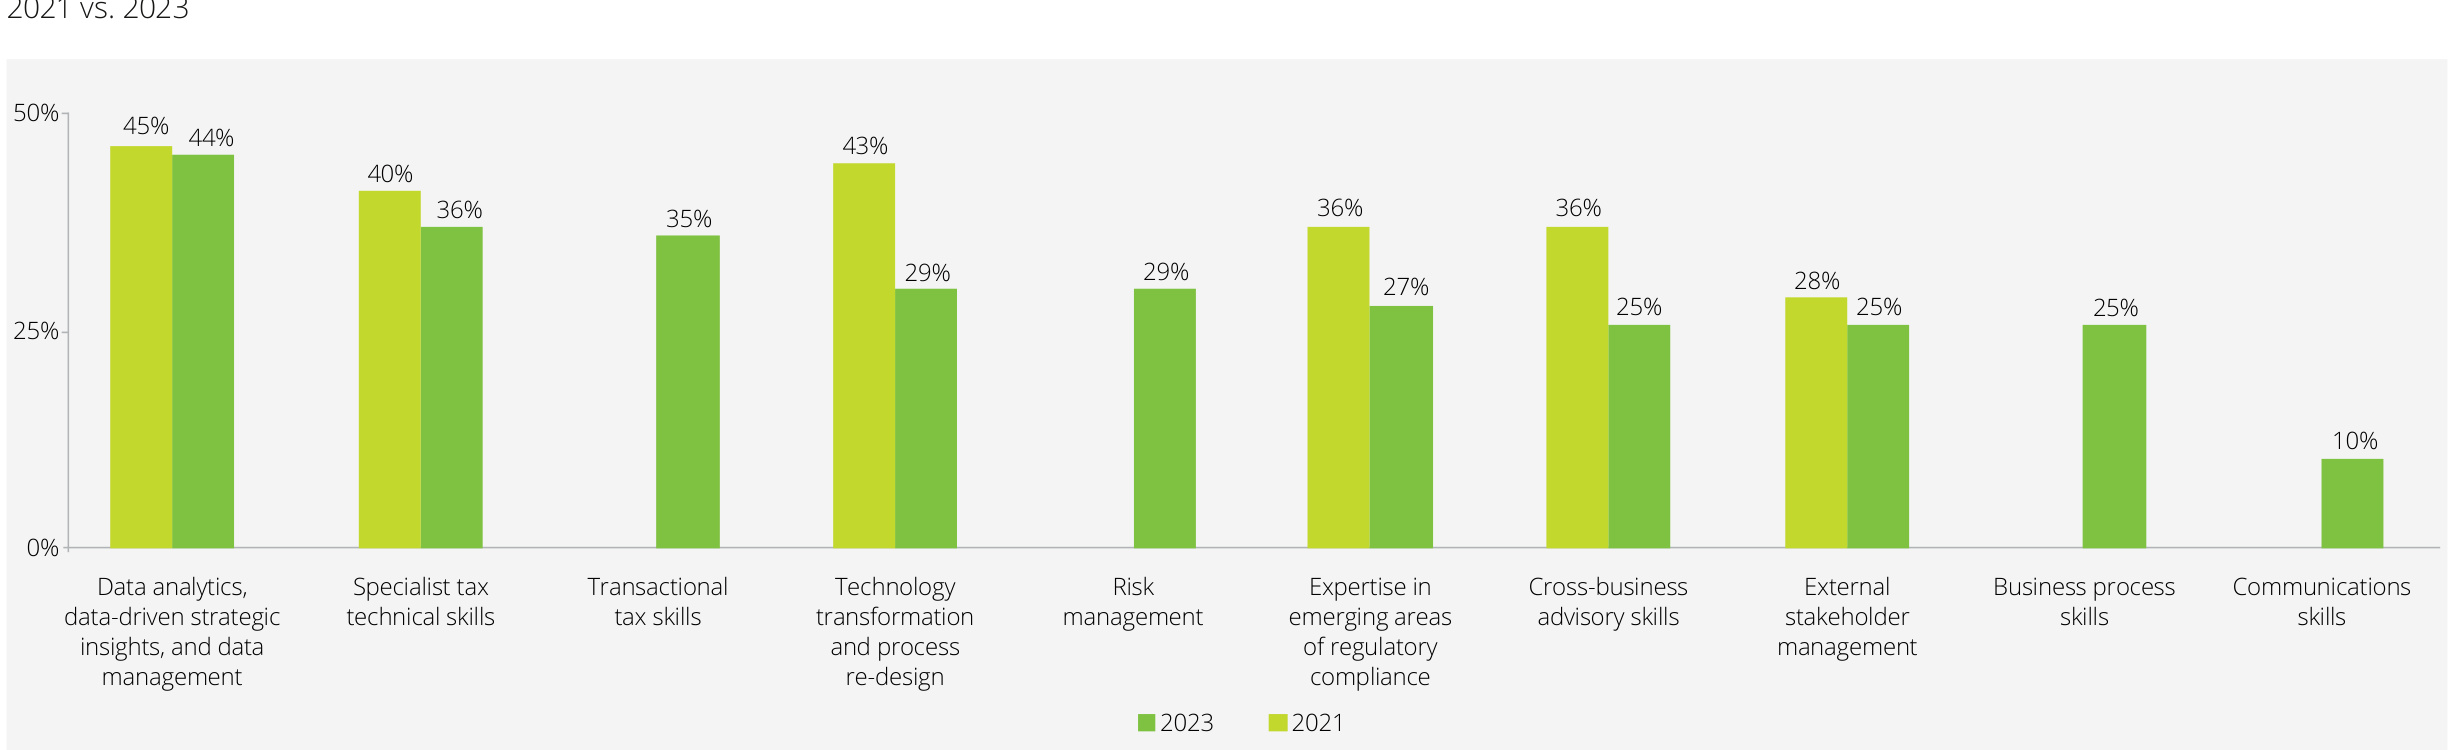 2021 vs. 2023
50%
25%
0%
45%
44%
40%
36%
35%
43%
29%
29%
36%
27%
36%
25%
28%
25%
25%
10%
Data analytics,
data-driven strategic
insights, and data
management
Specialist tax
technical skills
Transactional
tax skills
Technology
transformation
and process
re-design
Risk
management
Expertise in
emerging areas
of regulatory
compliance
Cross-business
advisory skills
External
stakeholder
management
Business process
skills
Communications
skills
2023
2021